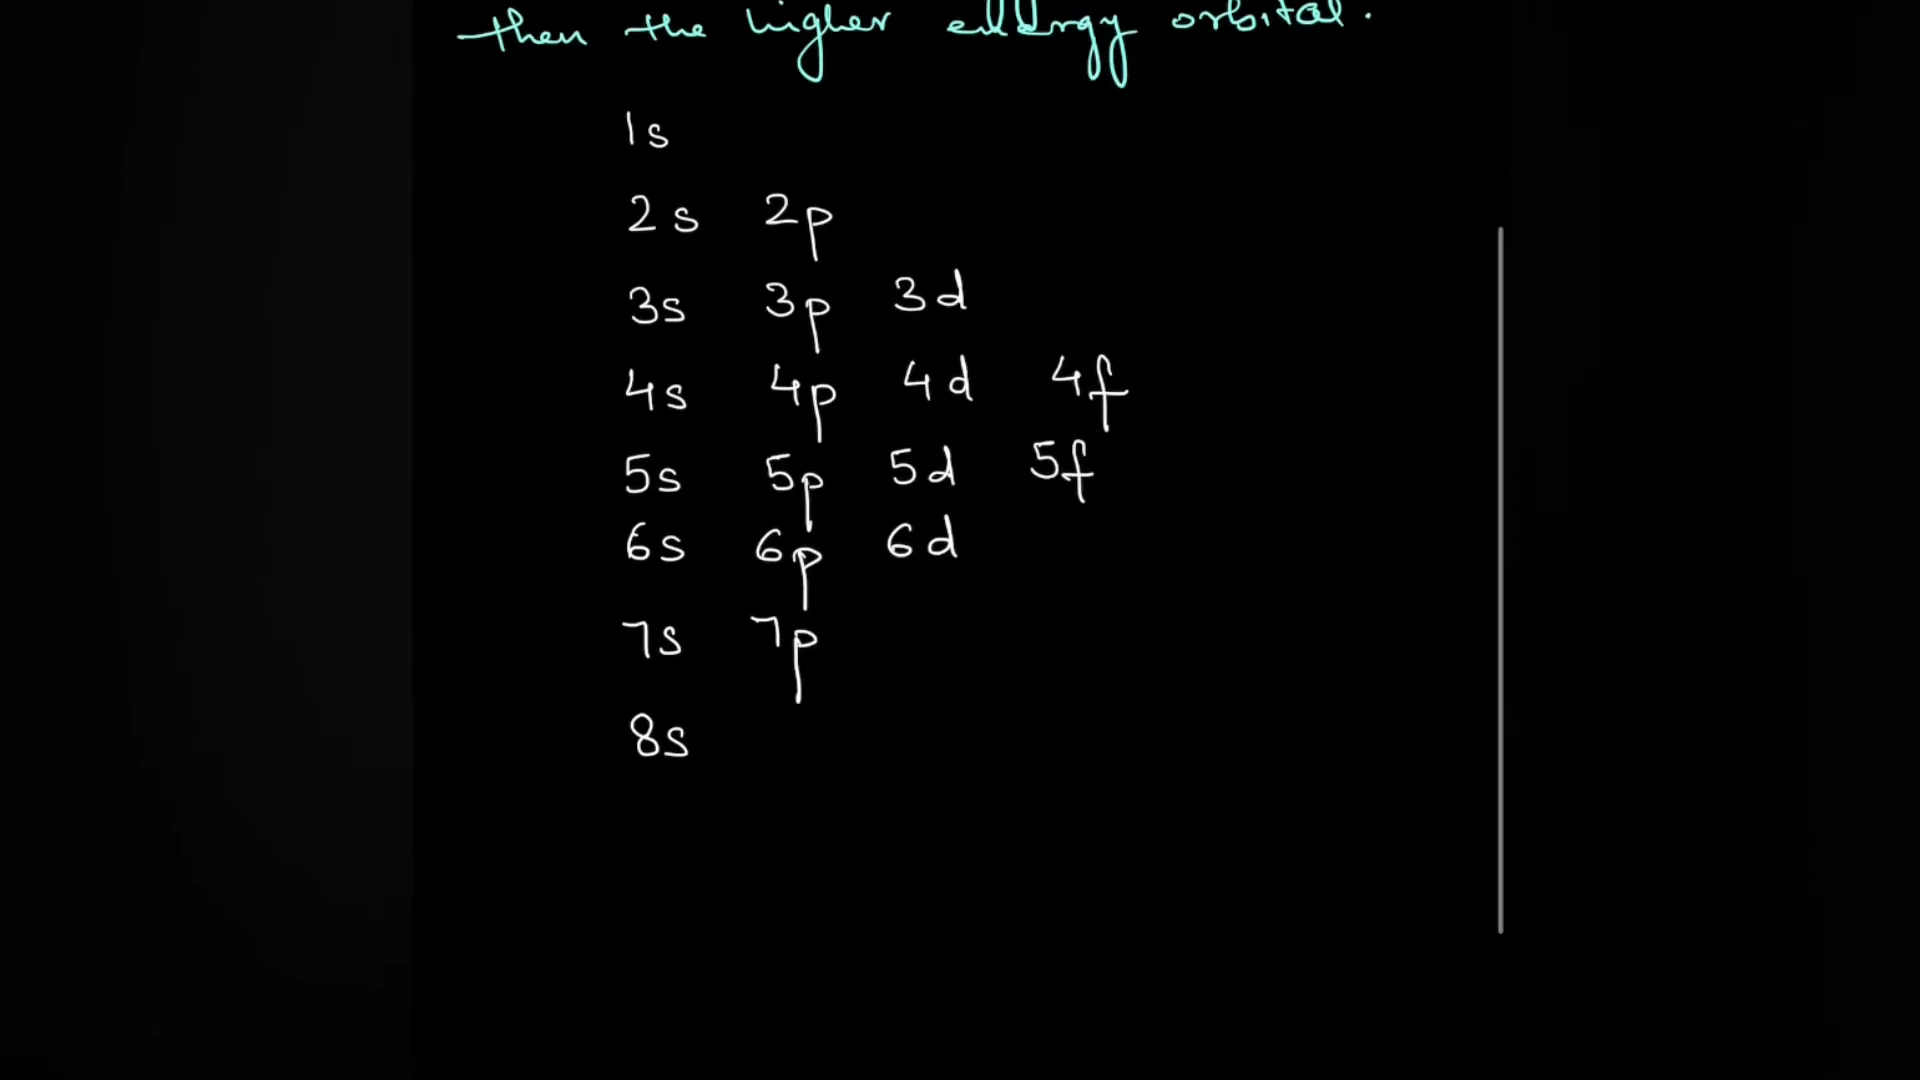 then the higher energy orbital.
1s
2s 2p
3s 3p 3d
4s 4p 4d 4f
5s 5p 5d 5f
6s 6p 6d
7s 7p
8s